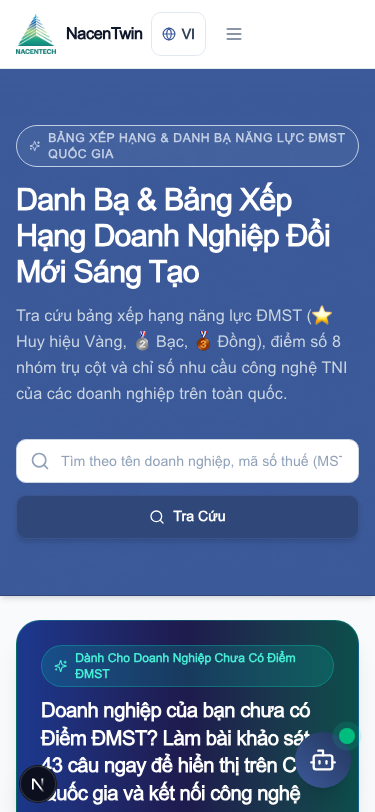 NACENTECH
NacenTwin
VI
BẢNG XẾP HẠNG & DANH BẠ NĂNG LỰC ĐMST
QUỐC GIA
Danh Bạ & Bảng Xếp
Hạng Doanh Nghiệp Đổi
Mới Sáng Tạo
Tra cứu bảng xếp hạng năng lực ĐMST (⭐
Huy hiệu Vàng, 🥈 Bạc, 🥉 Đồng), điểm số 8
nhóm trụ cột và chỉ số nhu cầu công nghệ TNI
của các doanh nghiệp trên toàn quốc.
Tìm theo tên doanh nghiệp, mã số thuế (MST
Tra Cứu
Dành Cho Doanh Nghiệp Chưa Có Điểm
ĐMST
Doanh nghiệp của bạn chưa có
Điểm ĐMST? Làm bài khảo sát
43 câu ngay để hiển thị trên
quốc gia và kết nối công nghệ
N